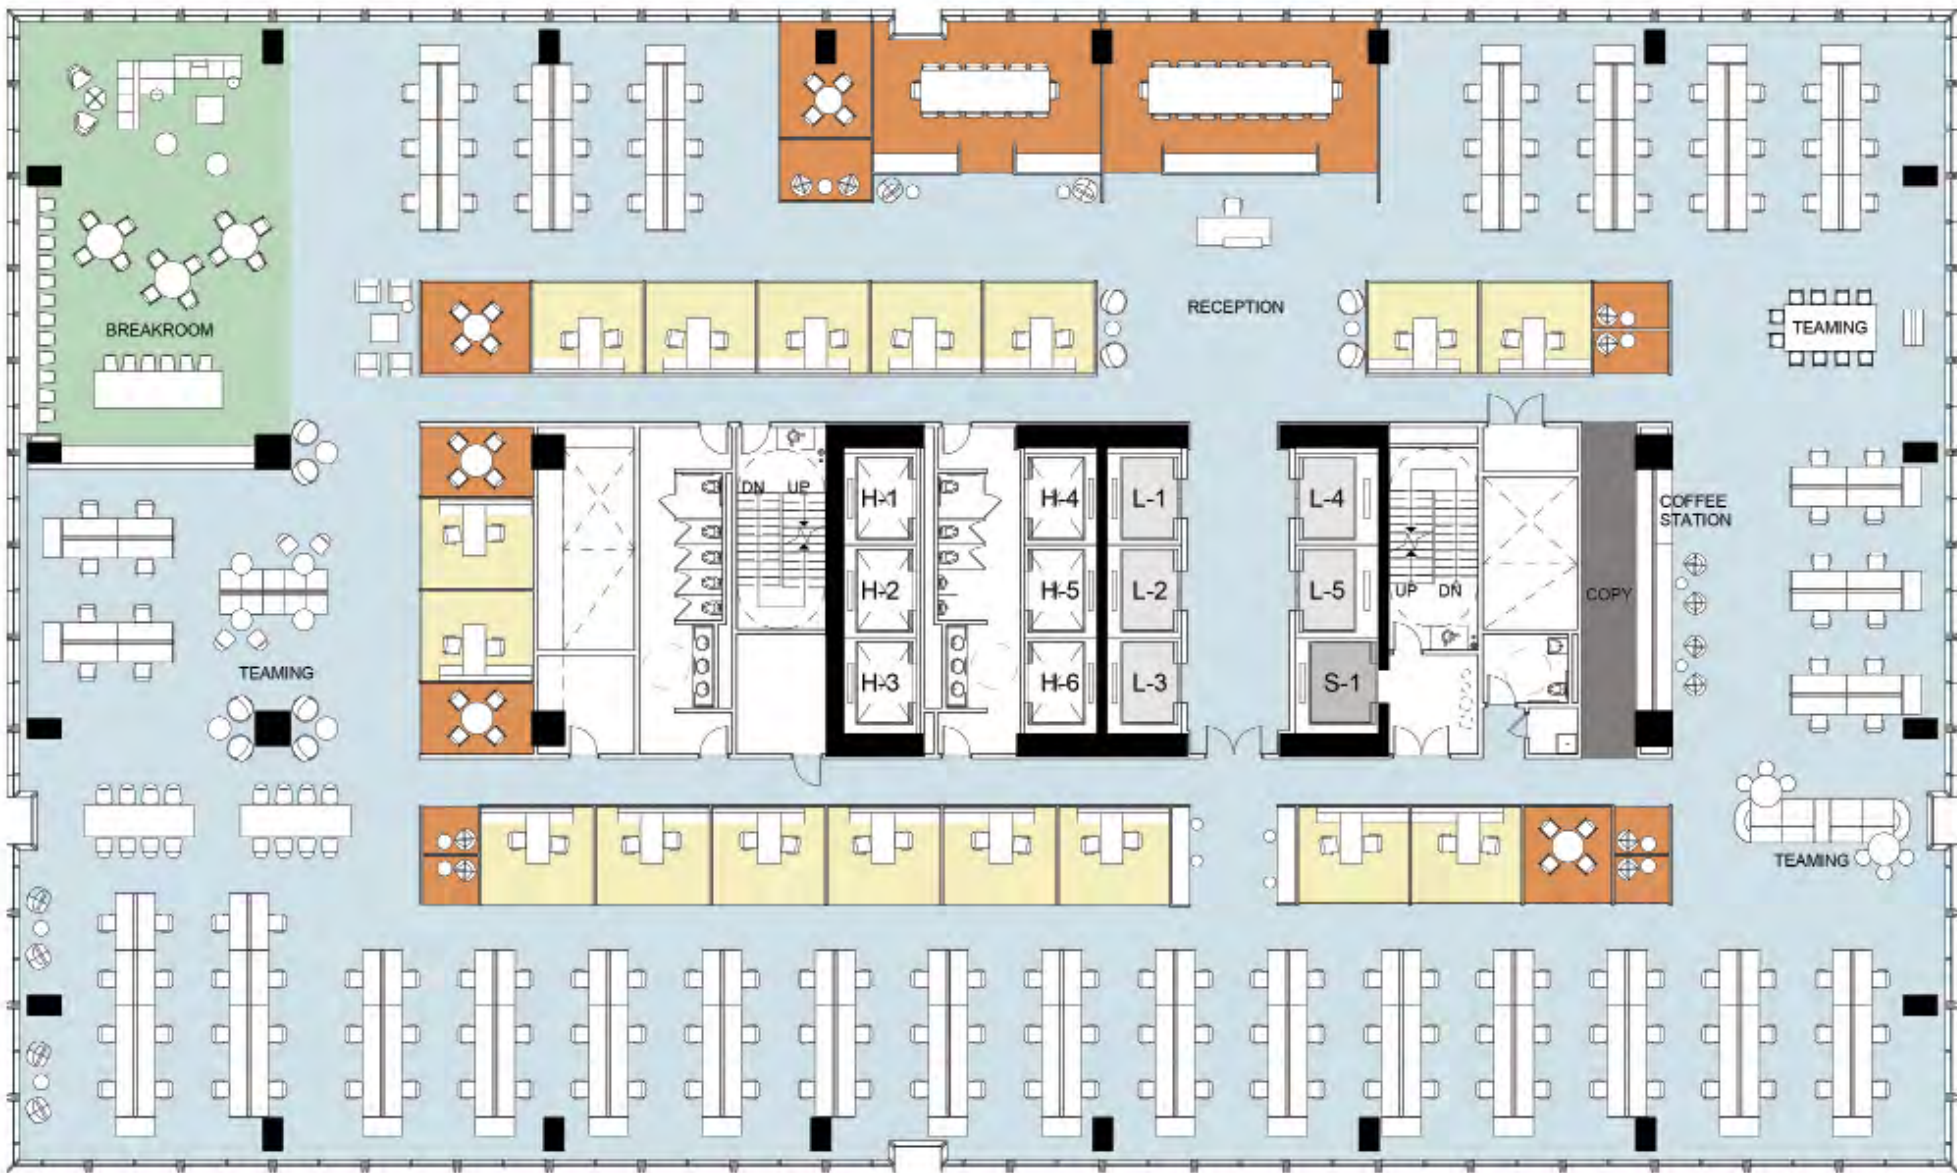 RECEPTION
TEAMING
BREAKROOM
DN UP
H-1
H-4
L-1
L-4
COFFEE
STATION
H-2
H-5
L-2
L-5
UP DN
COPY
TEAMING
H-3
H-6
L-3
S-1
TEAMING